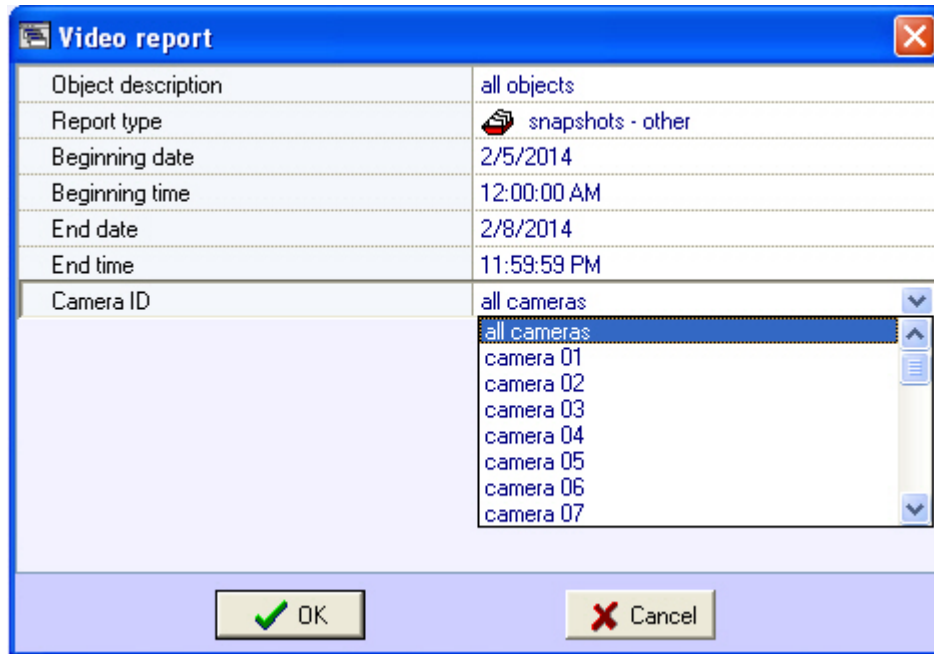 Video report
Object description all objects
Report type snapshots - other
Beginning date 2/5/2014
Beginning time 12:00:00 AM
End date 2/8/2014
End time 11:59:59 PM
Camera ID all cameras
all cameras
camera 01
camera 02
camera 03
camera 04
camera 05
camera 06
camera 07
OK Cancel